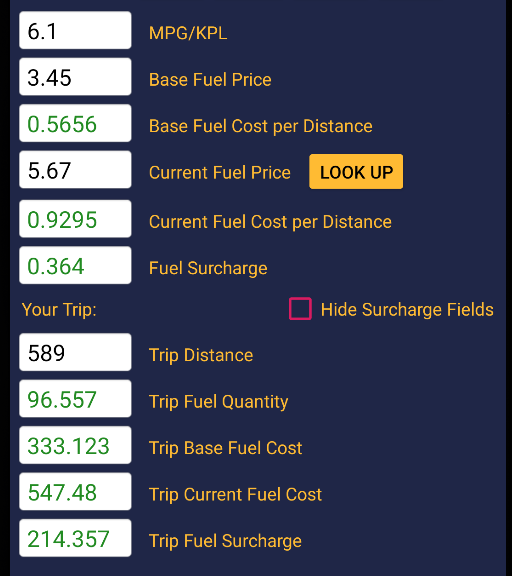 6.1 MPG/KPL
3.45 Base Fuel Price
0.5656 Base Fuel Cost per Distance
5.67 Current Fuel Price LOOK UP
0.9295 Current Fuel Cost per Distance
0.364 Fuel Surcharge
Your Trip: Hide Surcharge Fields
589 Trip Distance
96.557 Trip Fuel Quantity
333.123 Trip Base Fuel Cost
547.48 Trip Current Fuel Cost
214.357 Trip Fuel Surcharge